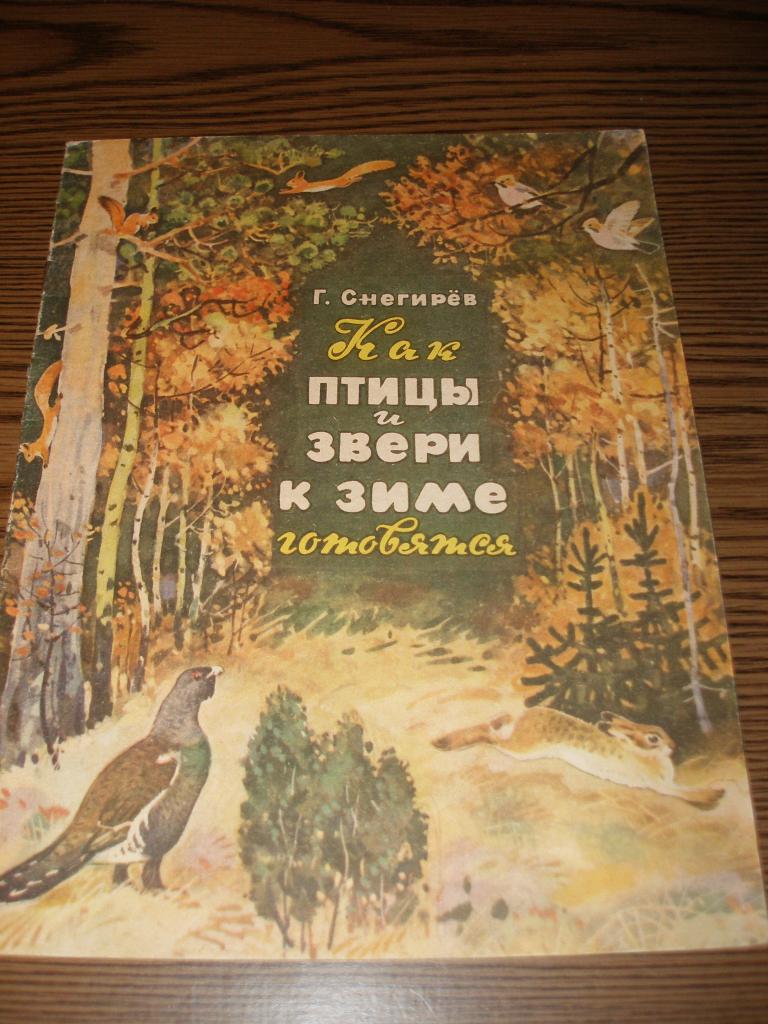 Г. Снегирёв
Как
птицы
и
звери
к зиме
готовятся